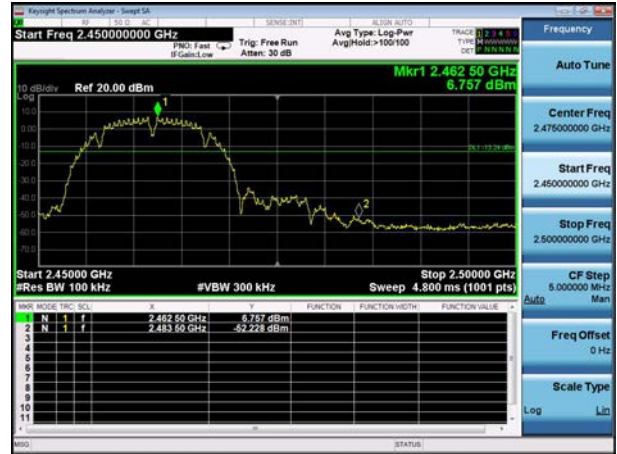 Keysight Spectrum Analyzer - Swept SA
RF 50 Ω AC SENSE:INT ALIGN AUTO
Start Freq 2.450000000 GHz
PNO: Fast
IFGain:Low
Trig: Free Run
Atten: 30 dB
Avg Type: Log-Pwr
Avg|Hold:>100/100
TRACE 1 2 3 4 5 6
TYPE M WWWWW
DET P N N N N N
Frequency
Auto Tune
Center Freq
2.475000000 GHz
Start Freq
2.450000000 GHz
Stop Freq
2.500000000 GHz
CF Step
5.000000 MHz
Auto Man
Freq Offset
0 Hz
Scale Type
Log Lin
Mkr1 2.462 50 GHz
6.757 dBm
10 dB/div Ref 20.00 dBm
Log
10.0
0.00
-10.0
-20.0
-30.0
-40.0
-50.0
-60.0
-70.0
1
2
DL1 -13.24 dBm
Start 2.45000 GHz Stop 2.50000 GHz
#Res BW 100 kHz #VBW 300 kHz Sweep 4.800 ms (1001 pts)
MKR MODE TRC SCL X Y FUNCTION FUNCTION WIDTH FUNCTION VALUE
1 N 1 f 2.462 50 GHz 6.757 dBm
2 N 1 f 2.483 50 GHz -52.228 dBm
3
4
5
6
7
8
9
10
11
MSG STATUS